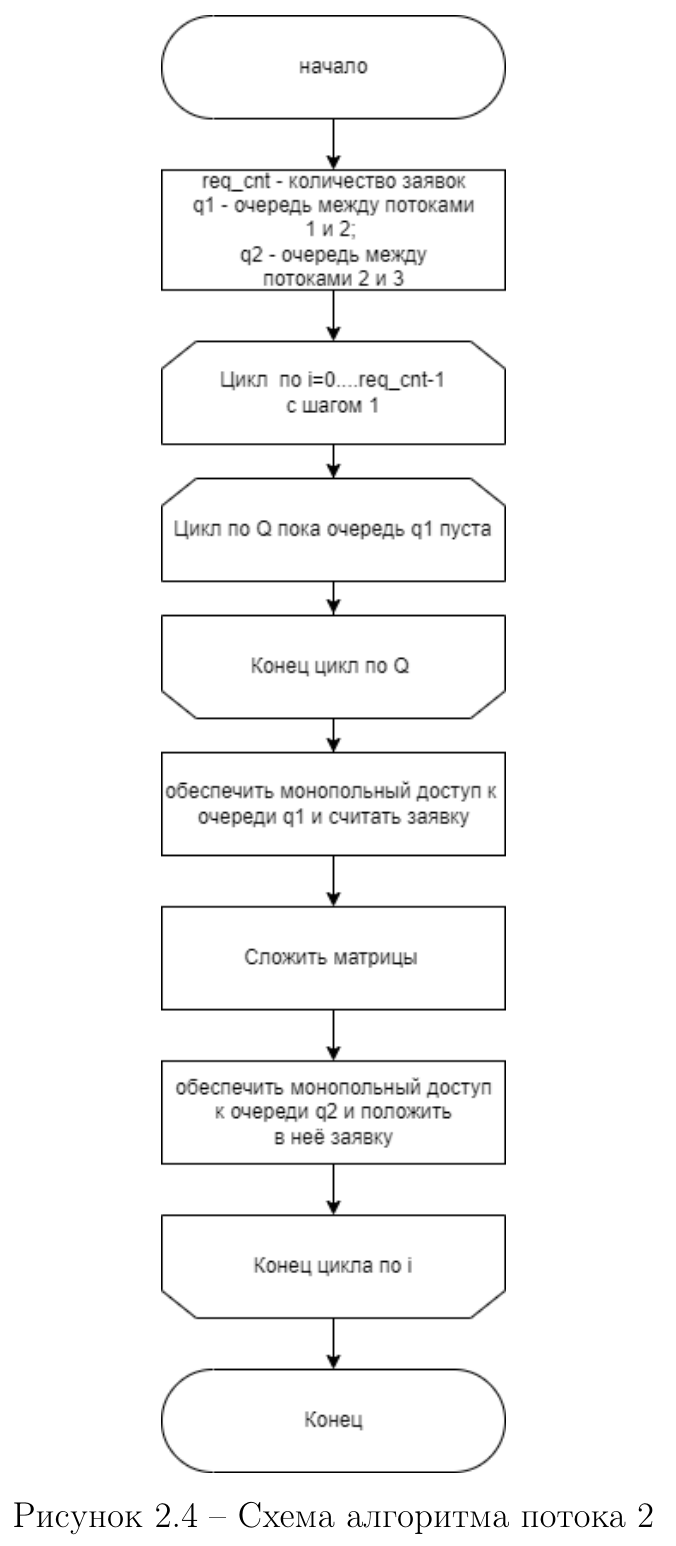 начало
req_cnt - количество заявок
q1 - очередь между потоками
1 и 2;
q2 - очередь между
потоками 2 и 3
Цикл по i=0....req_cnt-1
с шагом 1
Цикл по Q пока очередь q1 пуста
Конец цикл по Q
обеспечить монопольный доступ к
очереди q1 и считать заявку
Сложить матрицы
обеспечить монопольный доступ
к очереди q2 и положить
в неё заявку
Конец цикла по i
Конец
Рисунок 2.4 – Схема алгоритма потока 2